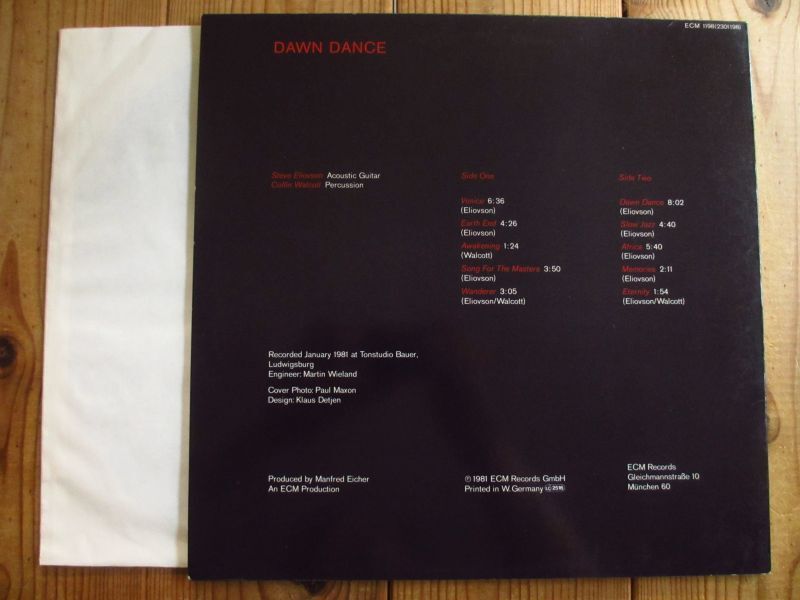 ECM 1198 (2301198)
DAWN DANCE
Steve Eliovson Acoustic Guitar
Collin Walcott Percussion
Side One
Venice 6:36
(Eliovson)
Earth End 4:26
(Eliovson)
Awakening 1:24
(Walcott)
Song For The Masters 3:50
(Eliovson)
Wanderer 3:05
(Eliovson/Walcott)
Side Two
Dawn Dance 8:02
(Eliovson)
Slow Jazz 4:40
(Eliovson)
Africa 5:40
(Eliovson)
Memories 2:11
(Eliovson)
Eternity 1:54
(Eliovson/Walcott)
Recorded January 1981 at Tonstudio Bauer,
Ludwigsburg
Engineer: Martin Wieland
Cover Photo: Paul Maxon
Design: Klaus Detjen
Produced by Manfred Eicher
An ECM Production
℗ 1981 ECM Records GmbH
Printed in W. Germany LC 2516
ECM Records
Gleichmannstraße 10
München 60